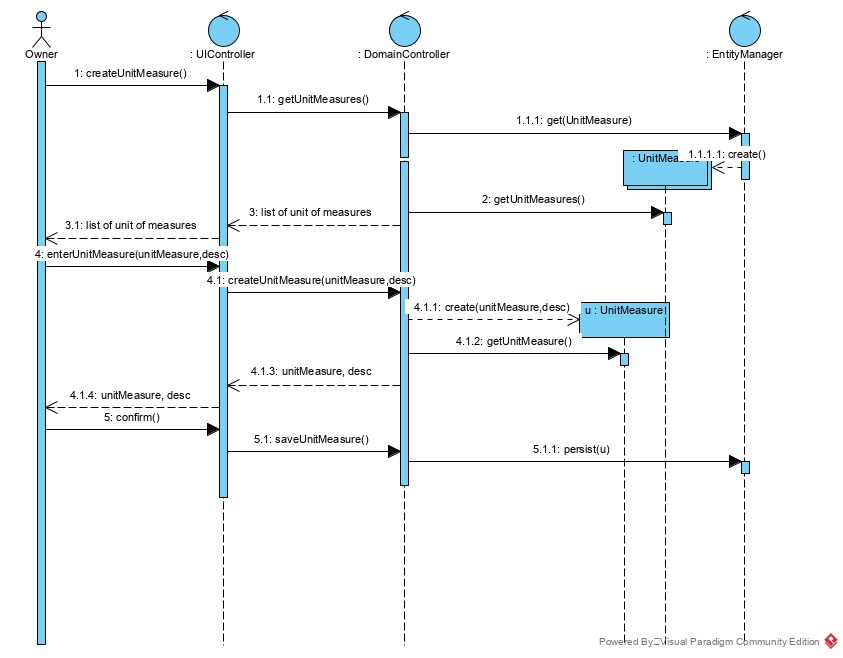 Owner
: UIController
: DomainController
: EntityManager
1: createUnitMeasure()
1.1: getUnitMeasures()
1.1.1: get(UnitMeasure)
1.1.1.1: create()
: UnitMea
2: getUnitMeasures()
3: list of unit of measures
3.1: list of unit of measures
4: enterUnitMeasure(unitMeasure,desc)
4.1: createUnitMeasure(unitMeasure,desc)
4.1.1: create(unitMeasure,desc)
u : UnitMeasure
4.1.2: getUnitMeasure()
4.1.3: unitMeasure, desc
4.1.4: unitMeasure, desc
5: confirm()
5.1: saveUnitMeasure()
5.1.1: persist(u)
Powered By Visual Paradigm Community Edition